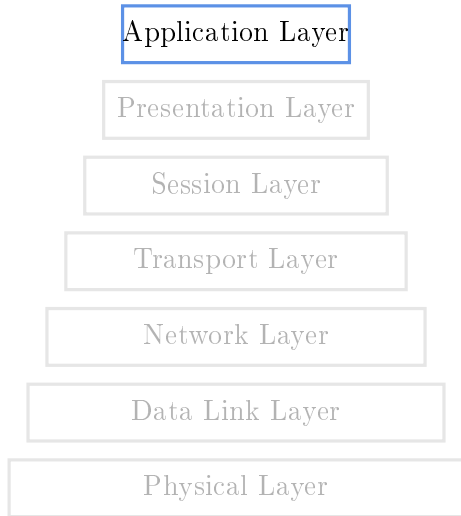 Application Layer
Presentation Layer
Session Layer
Transport Layer
Network Layer
Data Link Layer
Physical Layer